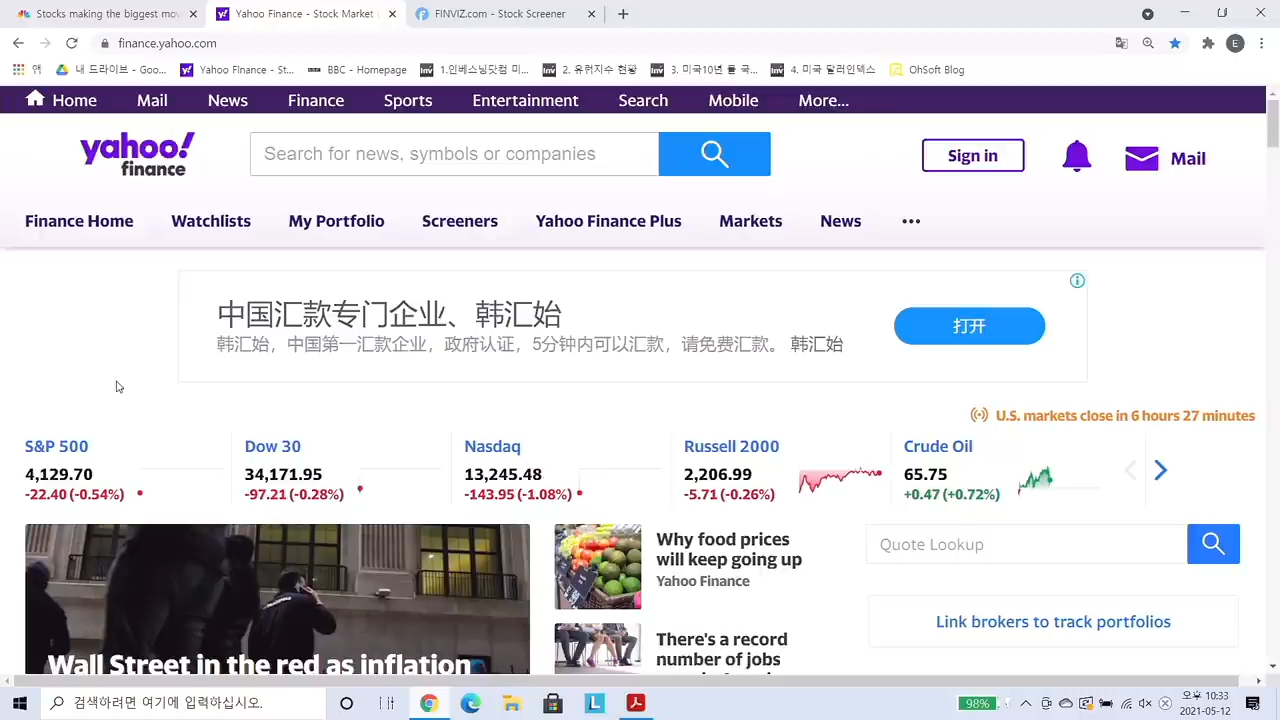 Stocks making the biggest mov
Yahoo Finance - Stock Market
FINVIZ.com - Stock Screener
finance.yahoo.com
E
앱
내 드라이브 - Goo...
Yahoo Finance - St...
BBC - Homepage
1.인베스닝닷컴 미...
2. 유럽지수 현황
3. 미국10년 물 국...
4. 미국 달러인덱스
OhSoft Blog
Home Mail News Finance Sports Entertainment Search Mobile More...
yahoo!
finance
Search for news, symbols or companies
Sign in
Mail
Finance Home Watchlists My Portfolio Screeners Yahoo Finance Plus Markets News •••
中国汇款专门企业、韩汇始
韩汇始，中国第一汇款企业，政府认证，5分钟内可以汇款，请免费汇款。 韩汇始
打开
U.S. markets close in 6 hours 27 minutes
S&P 500
4,129.70
-22.40 (-0.54%)
Dow 30
34,171.95
-97.21 (-0.28%)
Nasdaq
13,245.48
-143.95 (-1.08%)
Russell 2000
2,206.99
-5.71 (-0.26%)
Crude Oil
65.75
+0.47 (+0.72%)
Wall Street in the red as inflation
Why food prices
will keep going up
Yahoo Finance
There's a record
number of jobs
Quote Lookup
Link brokers to track portfolios
검색하려면 여기에 입력하십시오.
98%
오후 10:33
2021-05-12